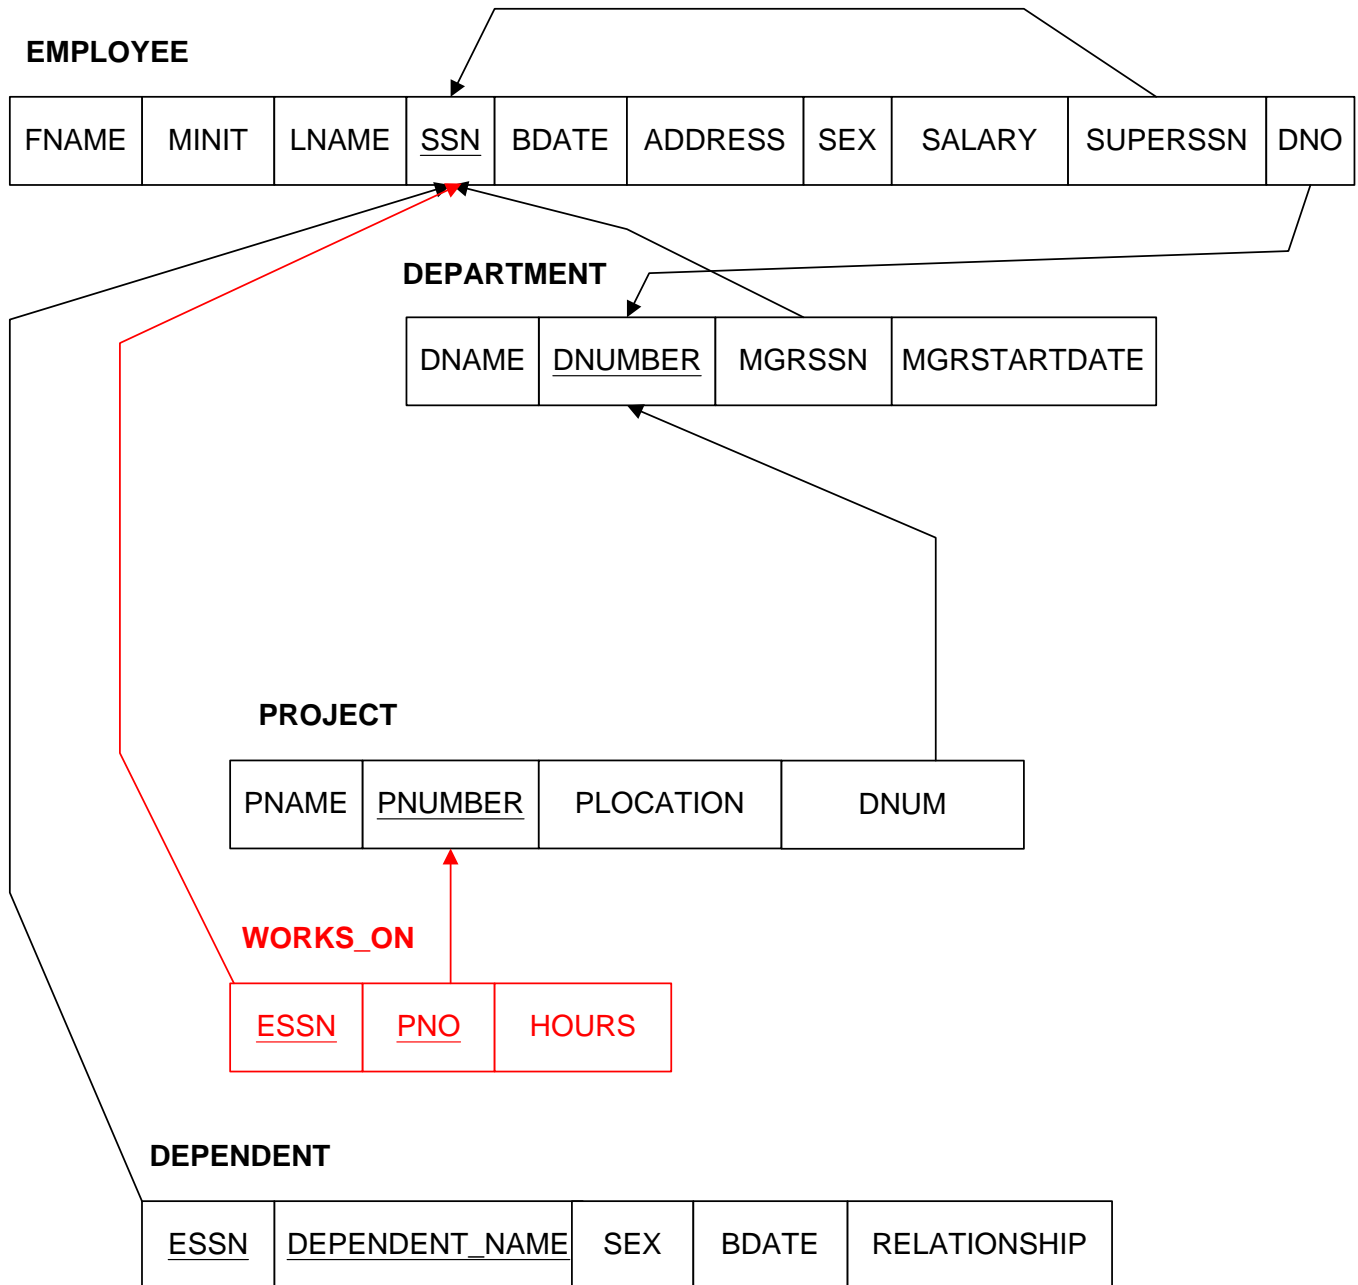 EMPLOYEE
FNAME MINIT LNAME SSN BDATE ADDRESS SEX SALARY SUPERSSN DNO
DEPARTMENT
DNAME DNUMBER MGRSSN MGRSTARTDATE
PROJECT
PNAME PNUMBER PLOCATION DNUM
WORKS_ON
ESSN PNO HOURS
DEPENDENT
ESSN DEPENDENT_NAME SEX BDATE RELATIONSHIP